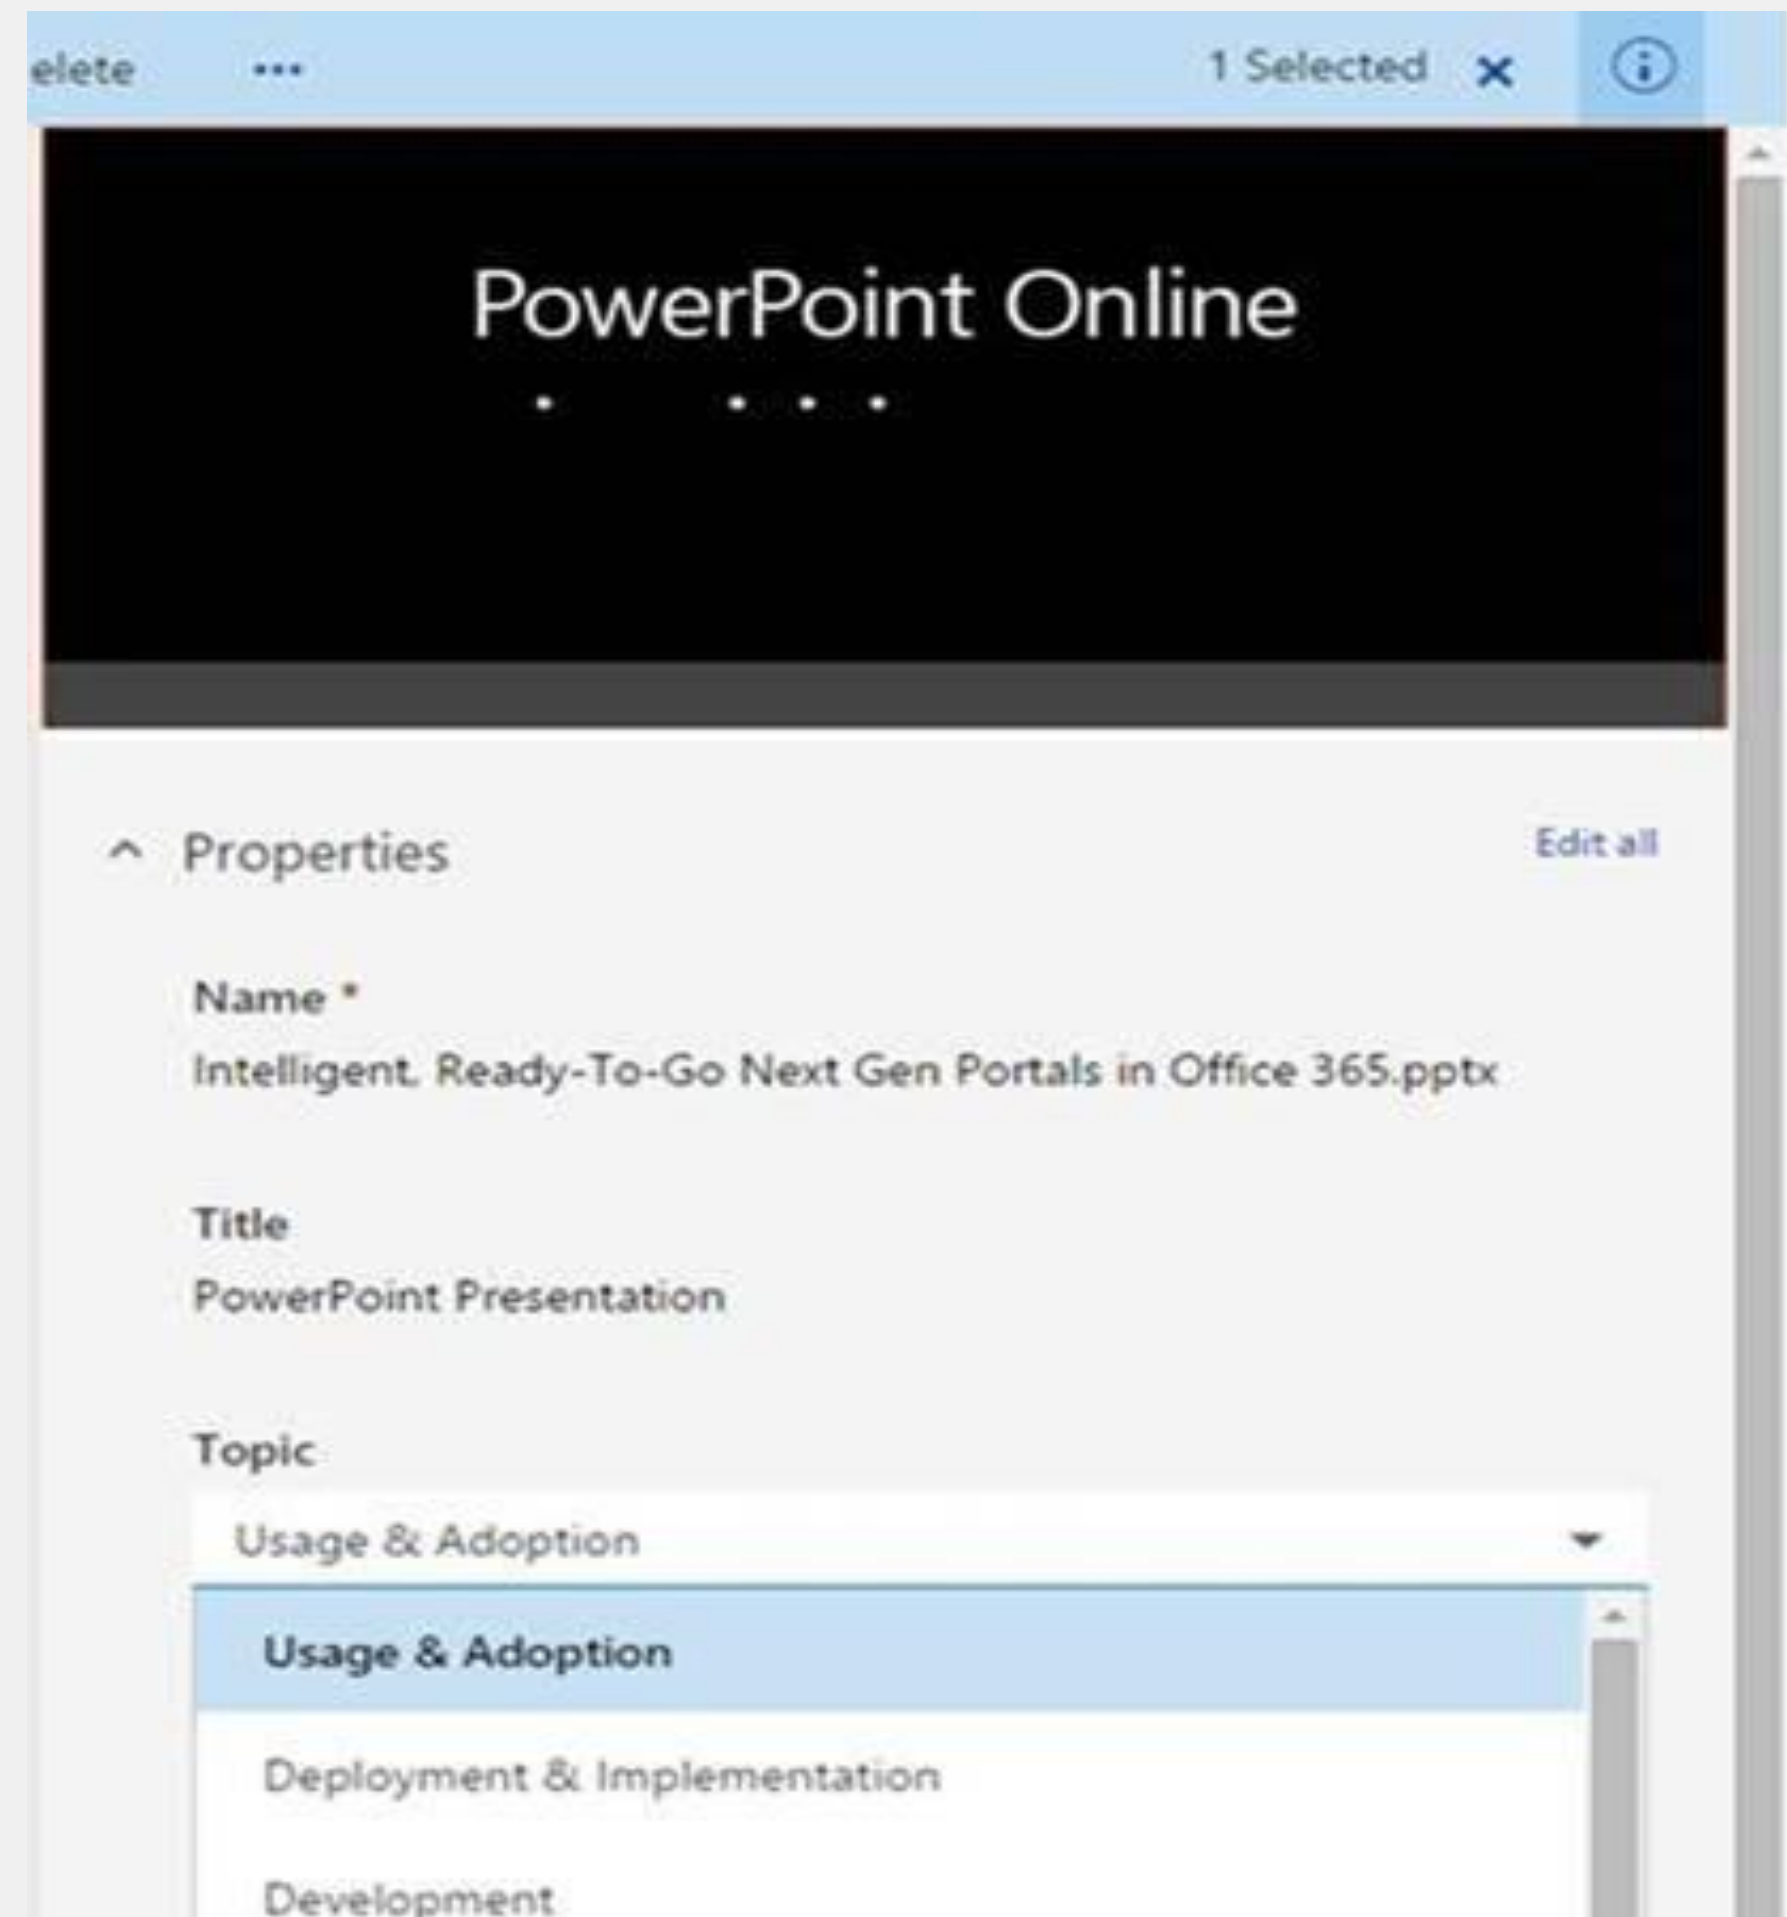 elete ... 1 Selected ×
PowerPoint Online
Properties Edit all
Name *
Intelligent. Ready-To-Go Next Gen Portals in Office 365.pptx
Title
PowerPoint Presentation
Topic
Usage & Adoption
Usage & Adoption
Deployment & Implementation
Development